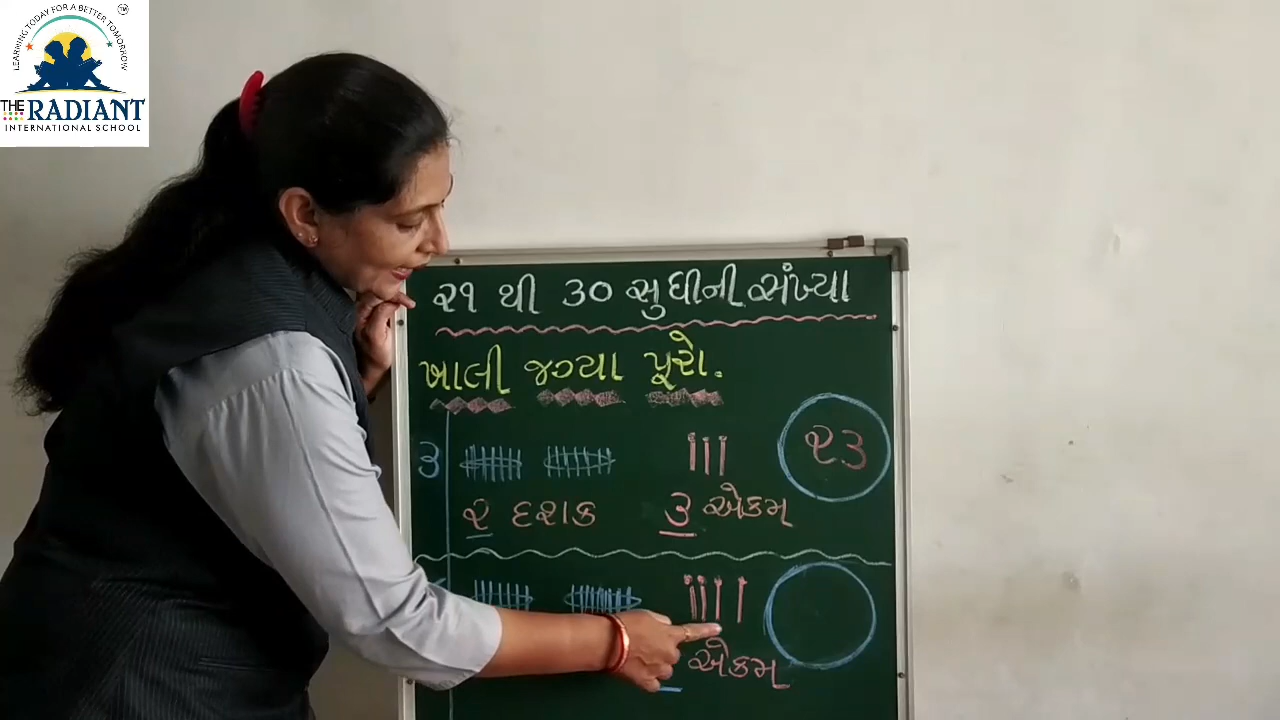 LEARNING TODAY FOR A BETTER TOMORROW
THE RADIANT
INTERNATIONAL SCHOOL
૨૧ થી ૩૦ સુધીની સંખ્યા
ખાલી જગ્યા પૂરો.
૩ ૨૩
૨ દશક ૩ એકમ
એકમ